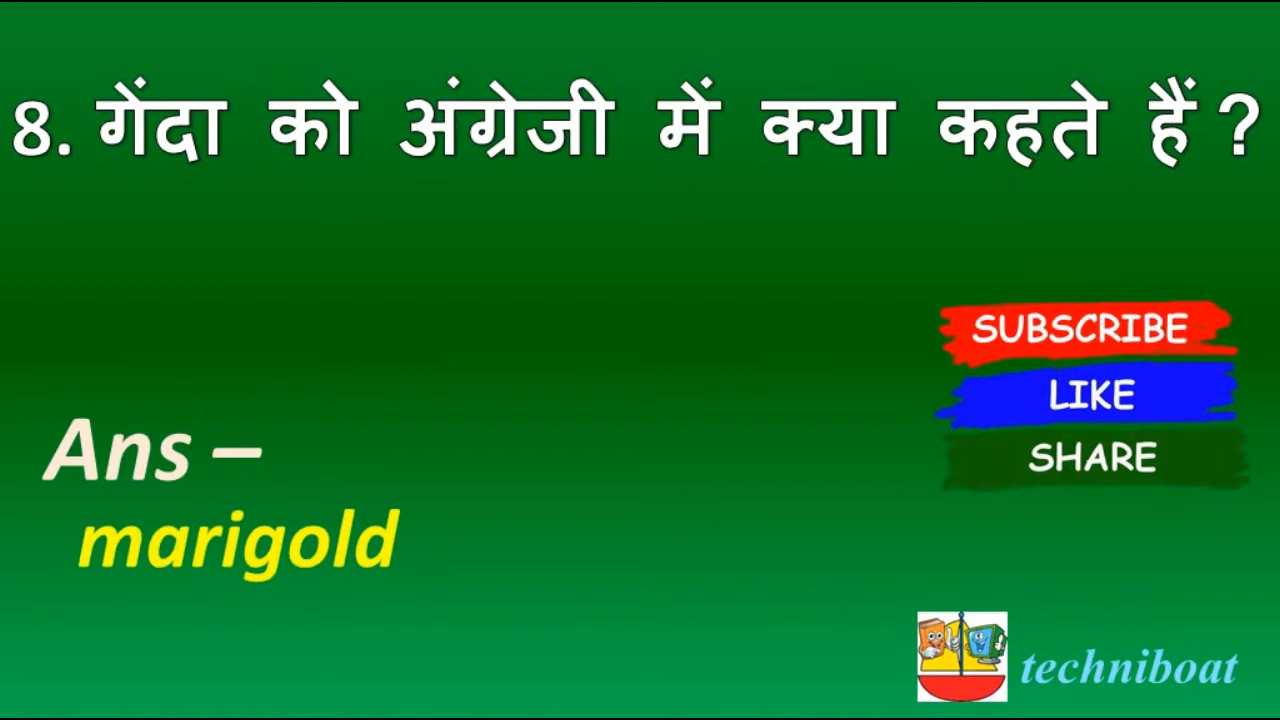 8. गेंदा को अंग्रेजी में क्या कहते हैं ?
SUBSCRIBE
LIKE
SHARE
Ans –
marigold
techniboat